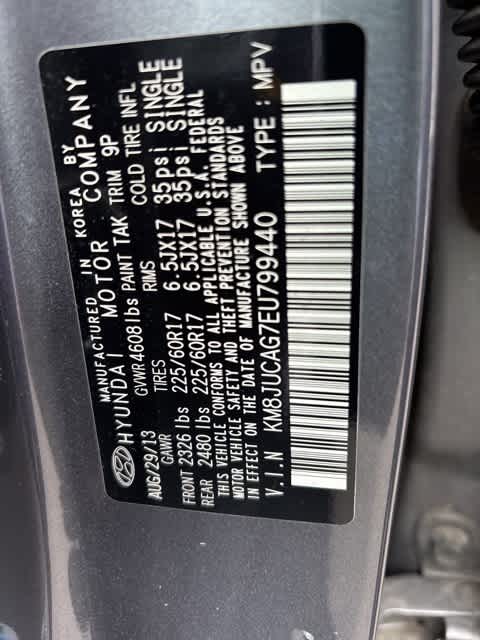 MANUFACTURED IN KOREA BY
HYUNDAI MOTOR COMPANY
GVWR4608lbs PAINT TAK TRIM 9P
AUG/29/13
GAWR TIRES RIMS COLD TIRE INFL
FRONT 2326 lbs 225/60R17 6.5JX17 35psi SINGLE
REAR 2480 lbs 225/60R17 6.5JX17 35psi SINGLE
THIS VEHICLE CONFORMS TO ALL APPLICABLE U.S.A. FEDERAL
MOTOR VEHICLE SAFETY AND THEFT PREVENTION STANDARDS
IN EFFECT ON THE DATE OF MANUFACTURE SHOWN ABOVE
V.I.N KM8JUCAG7EU799440 TYPE : MPV